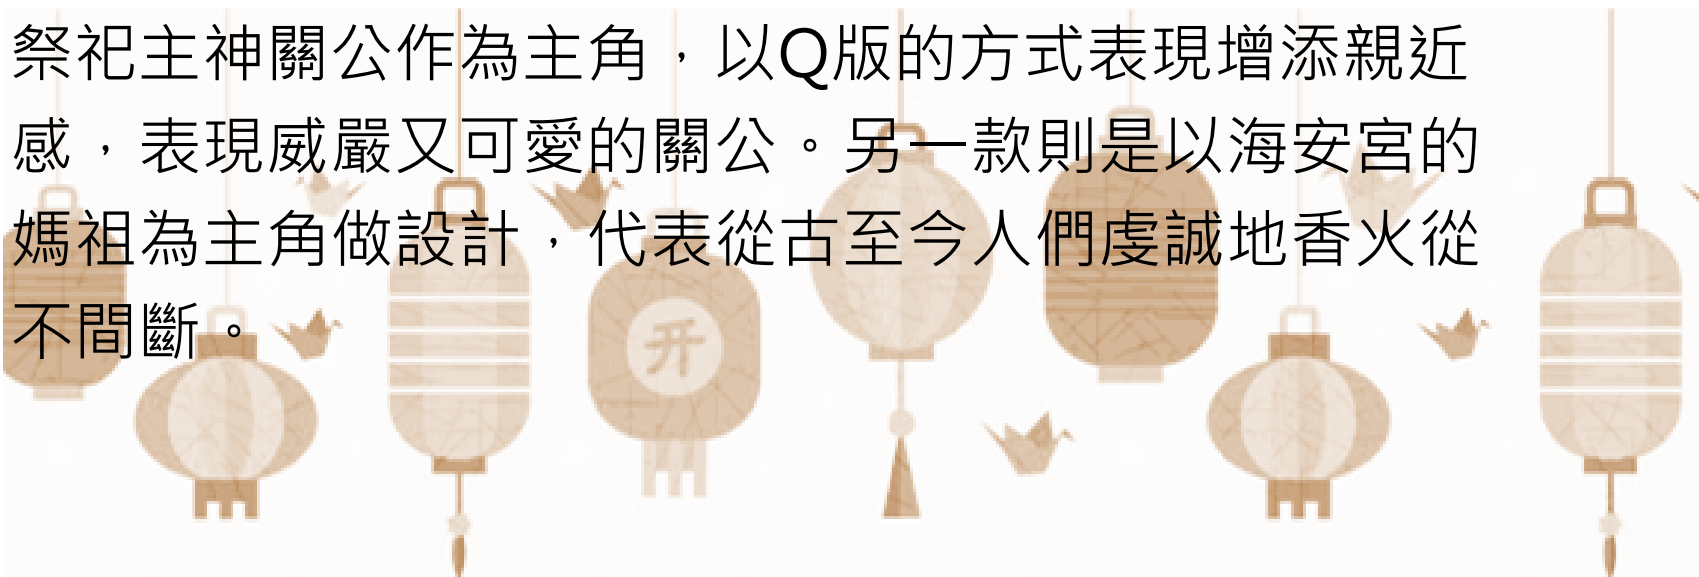 祭祀主神關公作為主角，以Q版的方式表現增添親近
感，表現威嚴又可愛的關公。另一款則是以海安宮的
媽祖為主角做設計，代表從古至今人們虔誠地香火從
不間斷。
开